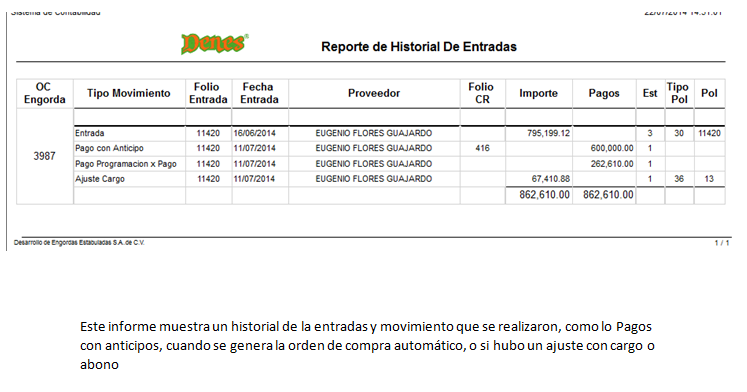 Sistema de Contabilidad 22/07/2014 14:51:01
Denes®
Reporte de Historial De Entradas
OC Engorda Tipo Movimiento Folio Entrada Fecha Entrada Proveedor Folio CR Importe Pagos Est Tipo Pol Pol
3987
Entrada 11420 16/06/2014 EUGENIO FLORES GUAJARDO 795,199.12 3 30 11420
Pago con Anticipo 11420 11/07/2014 EUGENIO FLORES GUAJARDO 416 600,000.00 1
Pago Programacion x Pago 11420 11/07/2014 EUGENIO FLORES GUAJARDO 262,610.00 1
Ajuste Cargo 11420 11/07/2014 EUGENIO FLORES GUAJARDO 67,410.88 1 36 13
862,610.00 862,610.00
Desarrollo de Engordas Estabuladas S.A. de C.V. 1 / 1
Este informe muestra un historial de la entradas y movimiento que se realizaron, como lo Pagos
con anticipos, cuando se genera la orden de compra automático, o si hubo un ajuste con cargo o
abono